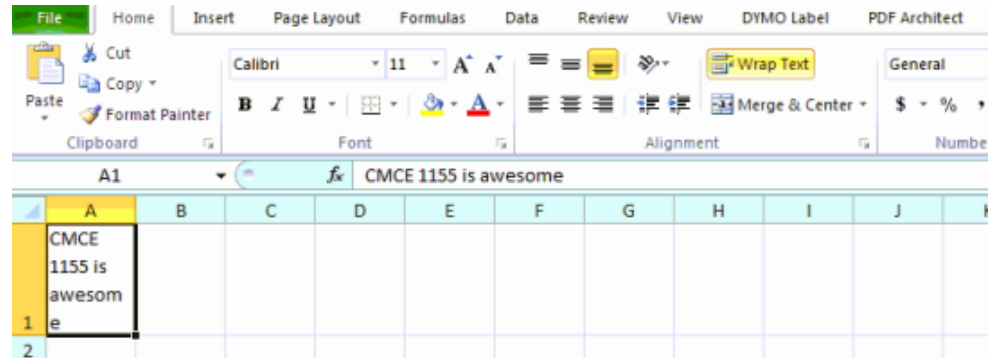 File Home Insert Page Layout Formulas Data Review View DYMO Label PDF Architect
Cut
Calibri 11 A A Wrap Text General
Copy
Paste
Format Painter
B I U A Merge & Center $ % ,
Clipboard Font Alignment Numbe
A1 fx CMCE 1155 is awesome
A B C D E F G H I J
CMCE
1155 is
awesom
1 e
2